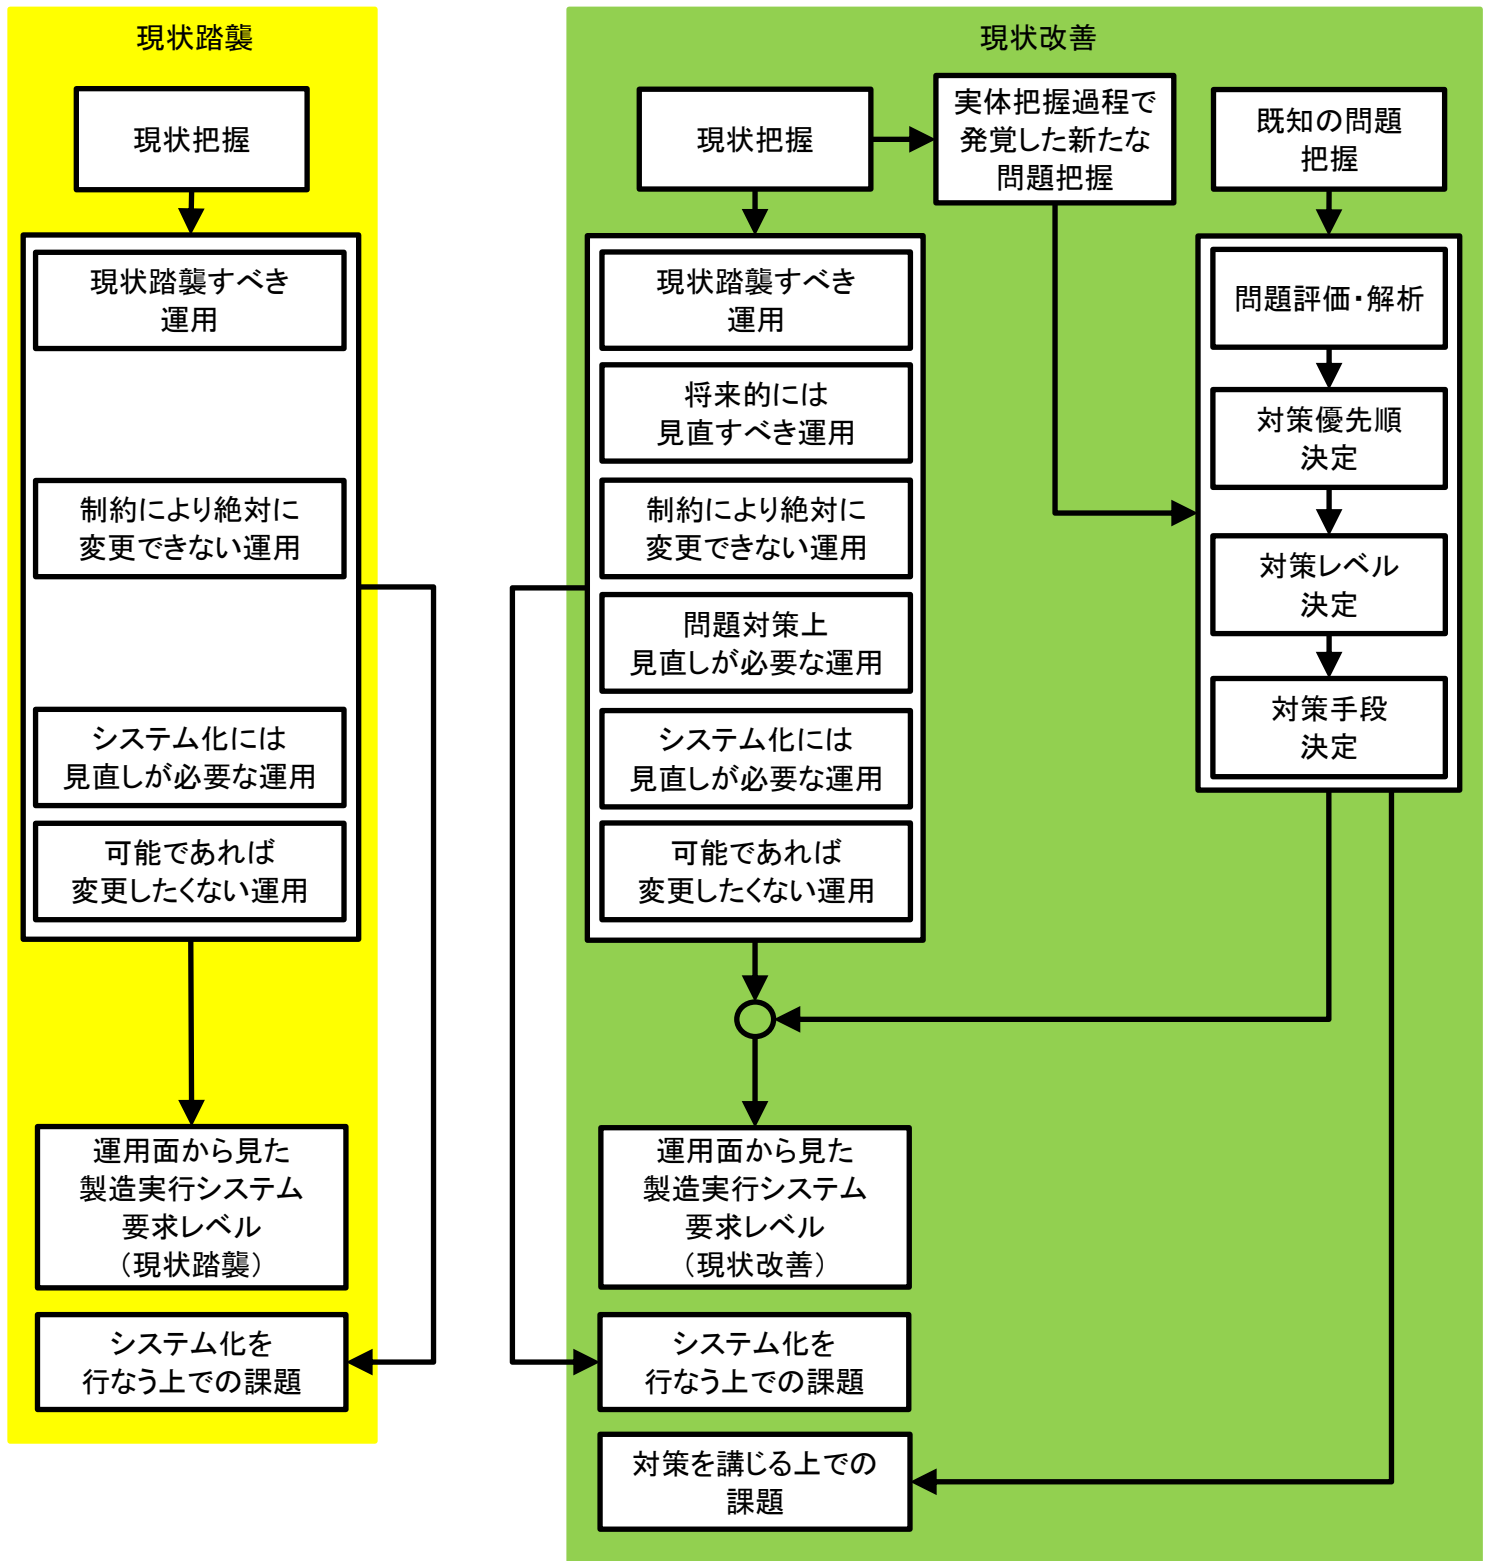 現状踏襲
現状把握
現状踏襲すべき
運用
制約により絶対に
変更できない運用
システム化には
見直しが必要な運用
可能であれば
変更したくない運用
運用面から見た
製造実行システム
要求レベル
（現状踏襲）
システム化を
行なう上での課題
現状改善
現状把握
実体把握過程で
発覚した新たな
問題把握
既知の問題
把握
現状踏襲すべき
運用
将来的には
見直すべき運用
制約により絶対に
変更できない運用
問題対策上
見直しが必要な運用
システム化には
見直しが必要な運用
可能であれば
変更したくない運用
問題評価・解析
対策優先順
決定
対策レベル
決定
対策手段
決定
運用面から見た
製造実行システム
要求レベル
（現状改善）
システム化を
行なう上での課題
対策を講じる上での
課題